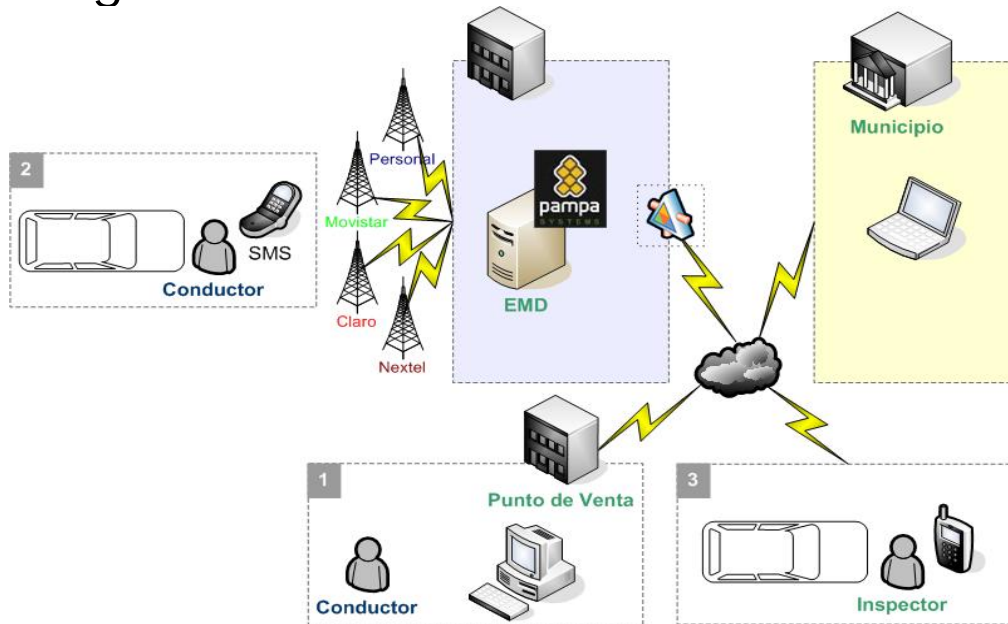 Personal
Municipio
2
Movistar
pampa
SYSTEMS
SMS
Conductor
EMD
Claro
Nextel
1
Punto de Venta
3
Conductor
Inspector